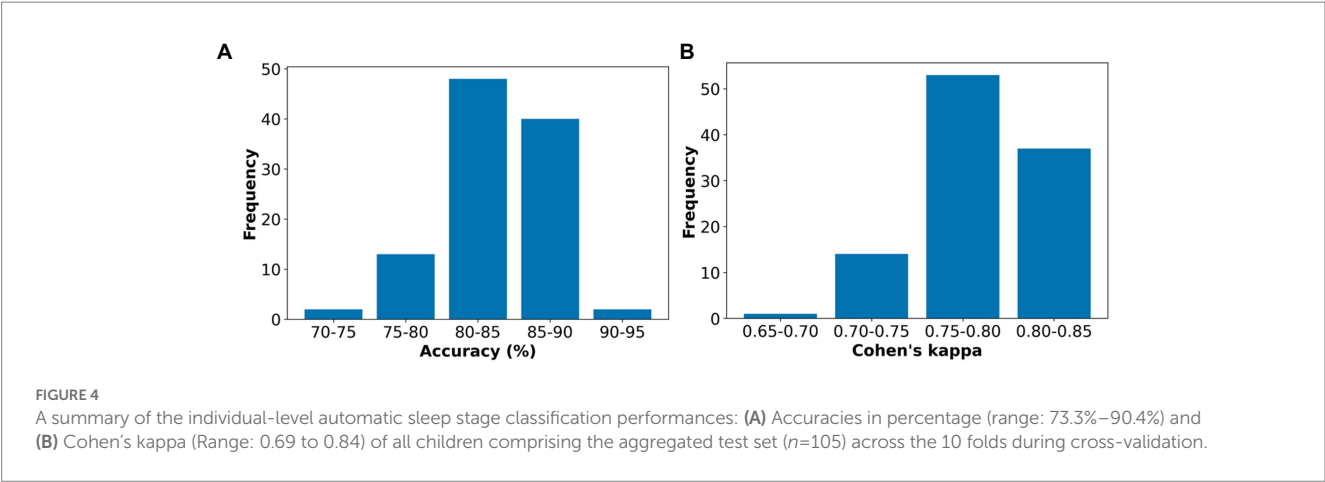 A
50
40
30
20
10
0
Frequency
70-75 75-80 80-85 85-90 90-95
Accuracy (%)
B
50
40
30
20
10
0
Frequency
0.65-0.70 0.70-0.75 0.75-0.80 0.80-0.85
Cohen's kappa
FIGURE 4
A summary of the individual-level automatic sleep stage classification performances: (A) Accuracies in percentage (range: 73.3%–90.4%) and
(B) Cohen's kappa (Range: 0.69 to 0.84) of all children comprising the aggregated test set (n=105) across the 10 folds during cross-validation.